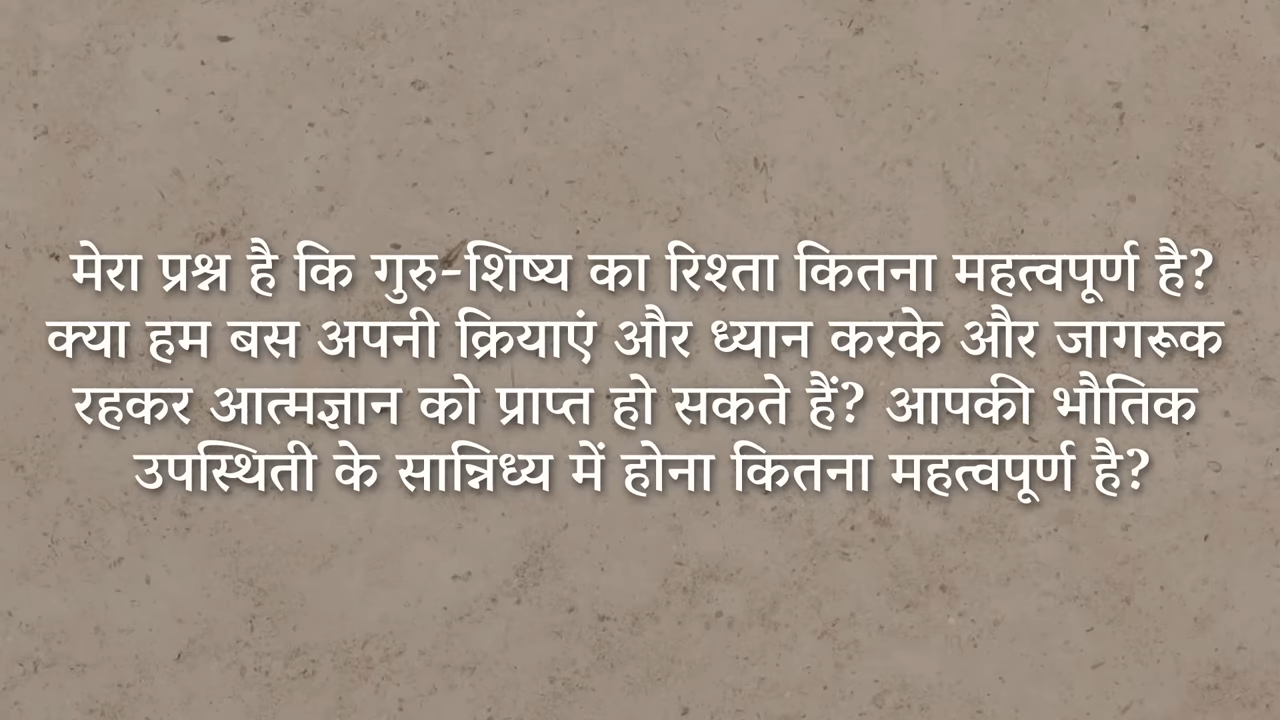 मेरा प्रश्न है कि गुरु-शिष्य का रिश्ता कितना महत्वपूर्ण है?
क्या हम बस अपनी क्रियाएं और ध्यान करके और जागरूक
रहकर आत्मज्ञान को प्राप्त हो सकते हैं? आपकी भौतिक
उपस्थिती के सान्निध्य में होना कितना महत्वपूर्ण है?